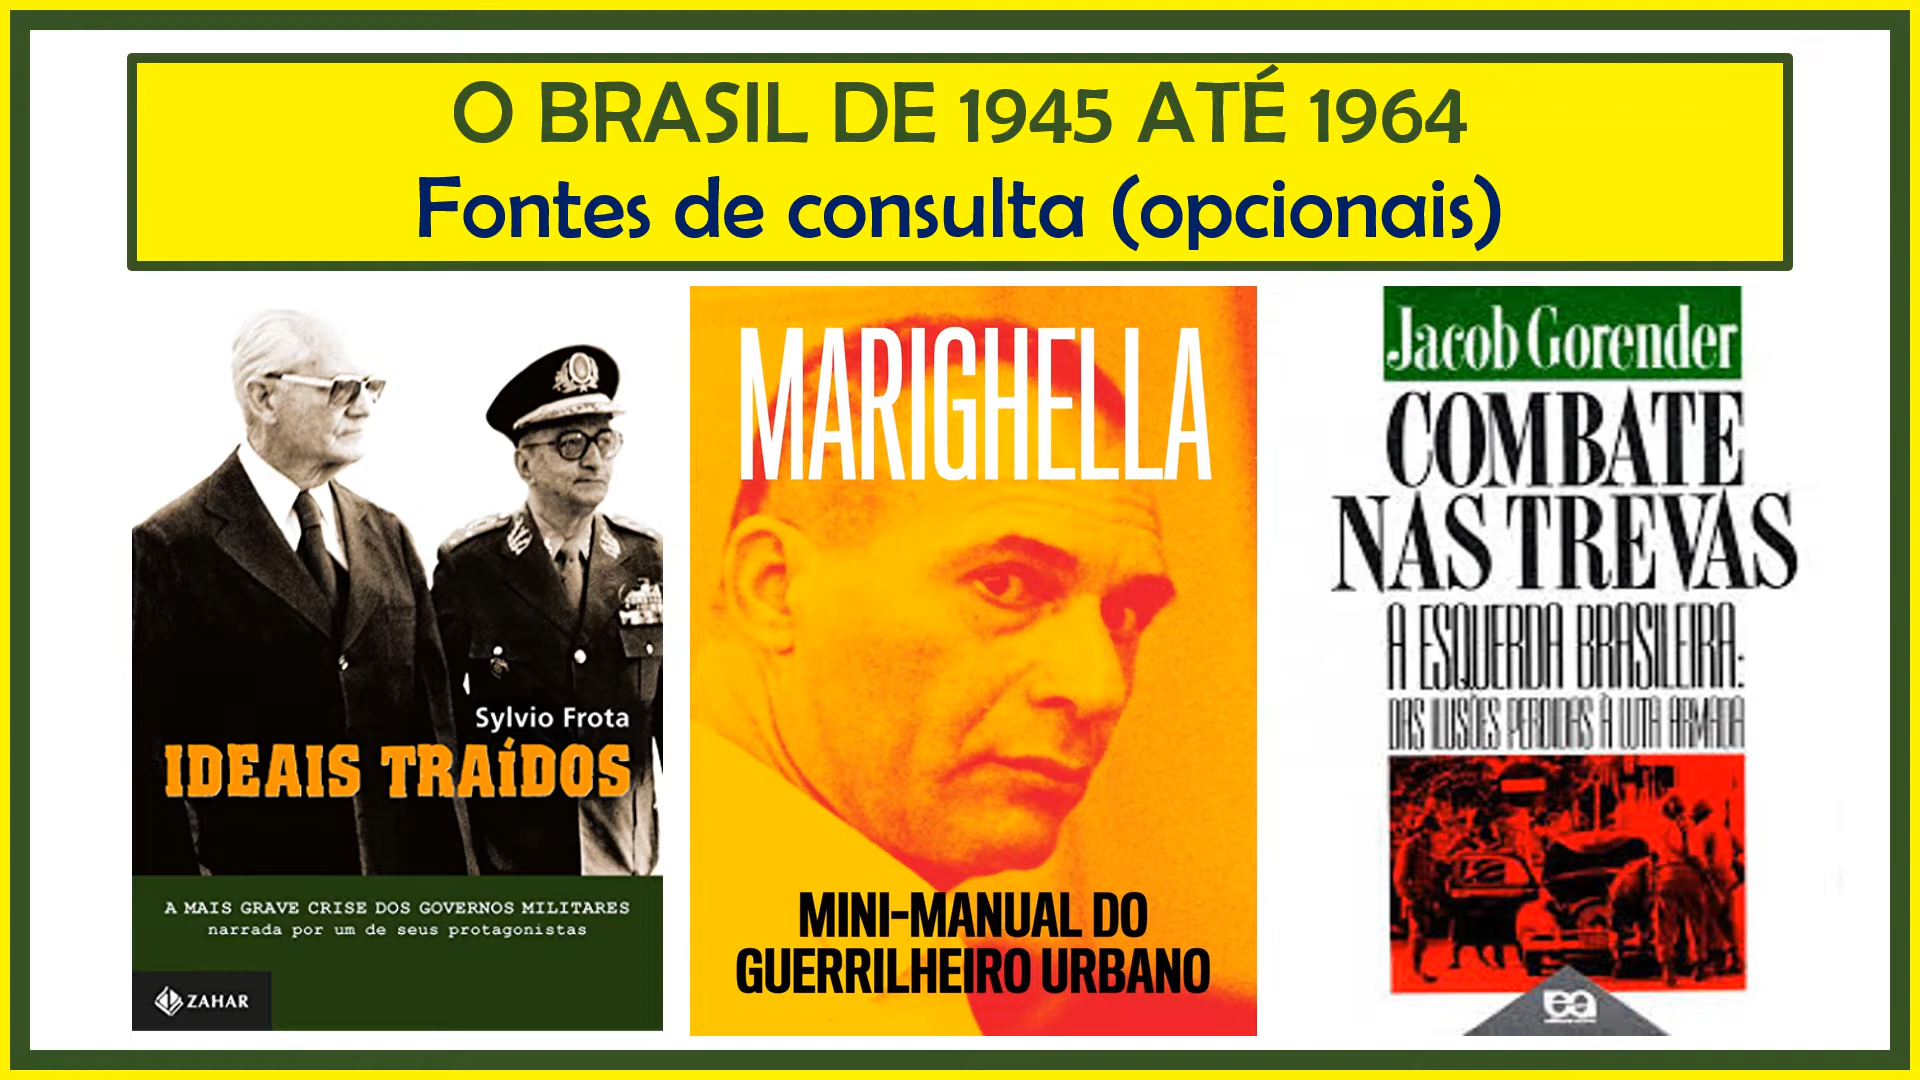 O BRASIL DE 1945 ATÉ 1964
Fontes de consulta (opcionais)
Sylvio Frota
IDEAIS TRAÍDOS
A MAIS GRAVE CRISE DOS GOVERNOS MILITARES
narrada por um de seus protagonistas
ZAHAR
MARIGHELLA
MINI-MANUAL DO
GUERRILHEIRO URBANO
Jacob Gorender
COMBATE
NAS TREVAS
A ESQUERDA BRASILEIRA:
DAS ILUSÕES PERDIDAS À LUTA ARMADA
ea